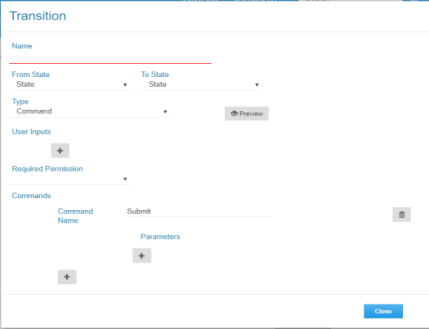 Transition
Name
From State To State
State State
Type
Command
Preview
User Inputs
+
Required Permission
Commands
Command Submit
Name
Parameters
+
+
Close